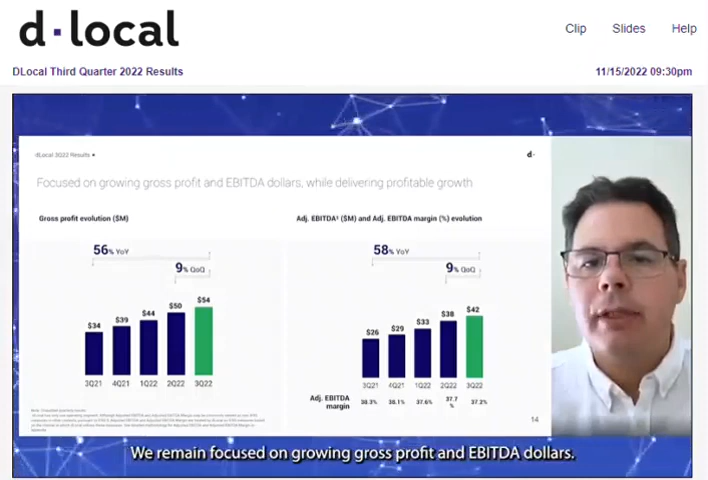 d·local
Clip Slides Help
DLocal Third Quarter 2022 Results
11/15/2022 09:30pm
dLocal 3Q22 Results
d·
Focused on growing gross profit and EBITDA dollars, while delivering profitable growth
Gross profit evolution ($M)
56% YoY
9% QoQ
$34 $39 $44 $50 $54
3Q21 4Q21 1Q22 2Q22 3Q22
Adj. EBITDA¹ ($M) and Adj. EBITDA margin (%) evolution
58% YoY
9% QoQ
$26 $29 $33 $38 $42
3Q21 4Q21 1Q22 2Q22 3Q22
Adj. EBITDA margin
38.3% 38.1% 37.6% 37.7% 37.2%
14
We remain focused on growing gross profit and EBITDA dollars.